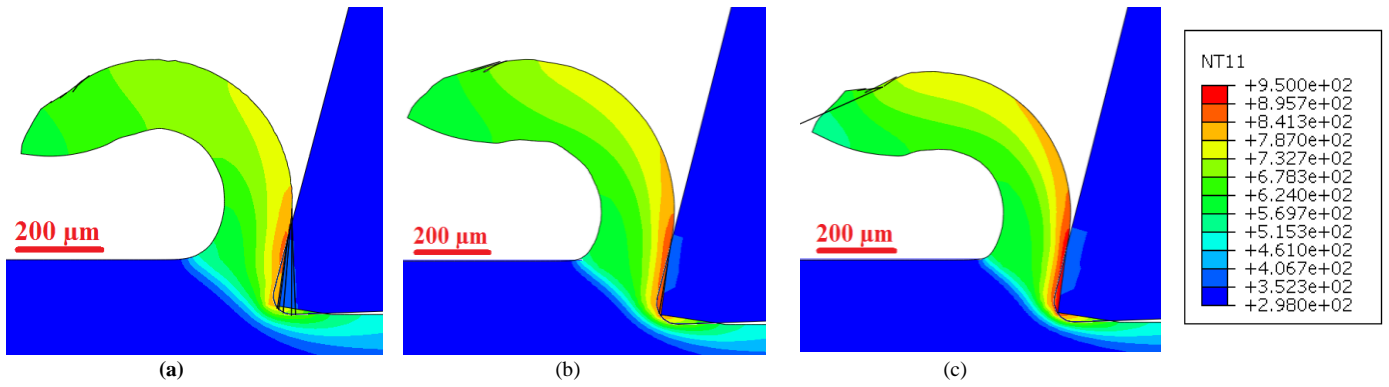 200 μm
(a)
200 μm
(b)
200 μm
(c)
NT11
+9.500e+02
+8.957e+02
+8.413e+02
+7.870e+02
+7.327e+02
+6.783e+02
+6.240e+02
+5.697e+02
+5.153e+02
+4.610e+02
+4.067e+02
+3.523e+02
+2.980e+02